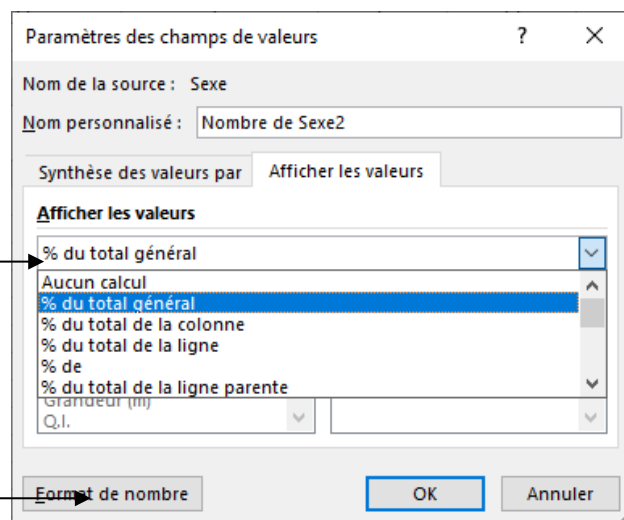 Paramètres des champs de valeurs ? ×
Nom de la source : Sexe
Nom personnalisé : Nombre de Sexe2
Synthèse des valeurs par Afficher les valeurs
Afficher les valeurs
% du total général
Aucun calcul
% du total général
% du total de la colonne
% du total de la ligne
% de
% du total de la ligne parente
Grandeur (m)
Q.I.
Format de nombre OK Annuler